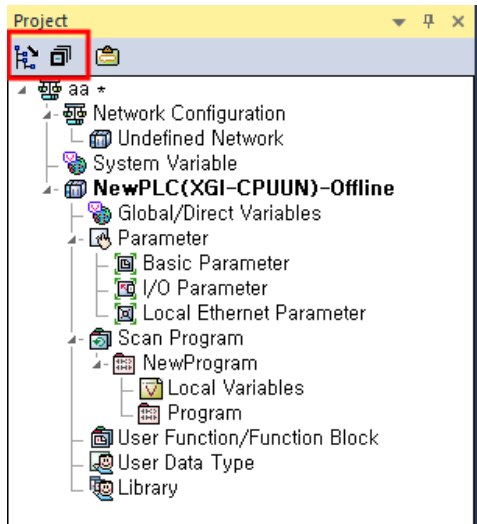 Project
aa *
Network Configuration
Undefined Network
System Variable
NewPLC(XGI-CPUUN)-Offline
Global/Direct Variables
Parameter
Basic Parameter
I/O Parameter
Local Ethernet Parameter
Scan Program
NewProgram
Local Variables
Program
User Function/Function Block
User Data Type
Library